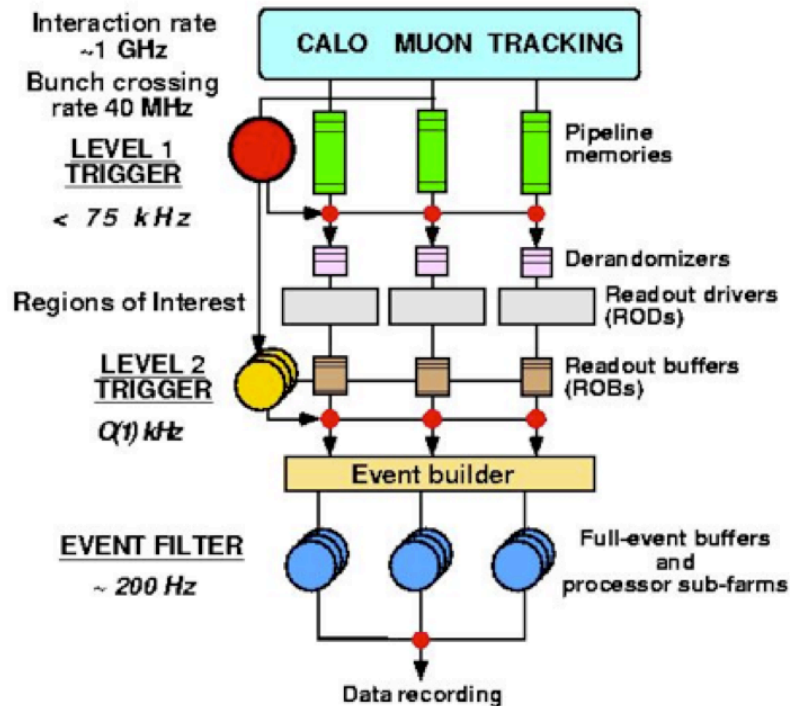 Interaction rate
~1 GHz
CALO MUON TRACKING
Bunch crossing
rate 40 MHz
LEVEL 1
TRIGGER
< 75 kHz
Pipeline
memories
Derandomizers
Regions of Interest
Readout drivers
(RODs)
LEVEL 2
TRIGGER
O(1) kHz
Readout buffers
(ROBs)
Event builder
EVENT FILTER
~ 200 Hz
Full-event buffers
and
processor sub-farms
Data recording